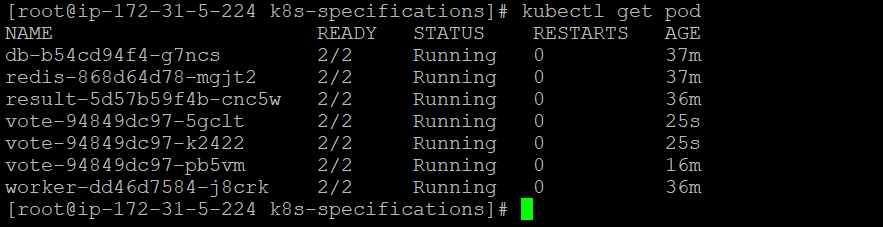 [root@ip-172-31-5-224 k8s-specifications]# kubectl get pod
NAME READY STATUS RESTARTS AGE
db-b54cd94f4-g7ncs 2/2 Running 0 37m
redis-868d64d78-mgjt2 2/2 Running 0 37m
result-5d57b59f4b-cnc5w 2/2 Running 0 36m
vote-94849dc97-5gclt 2/2 Running 0 25s
vote-94849dc97-k2422 2/2 Running 0 25s
vote-94849dc97-pb5vm 2/2 Running 0 16m
worker-dd46d7584-j8crk 2/2 Running 0 36m
[root@ip-172-31-5-224 k8s-specifications]#